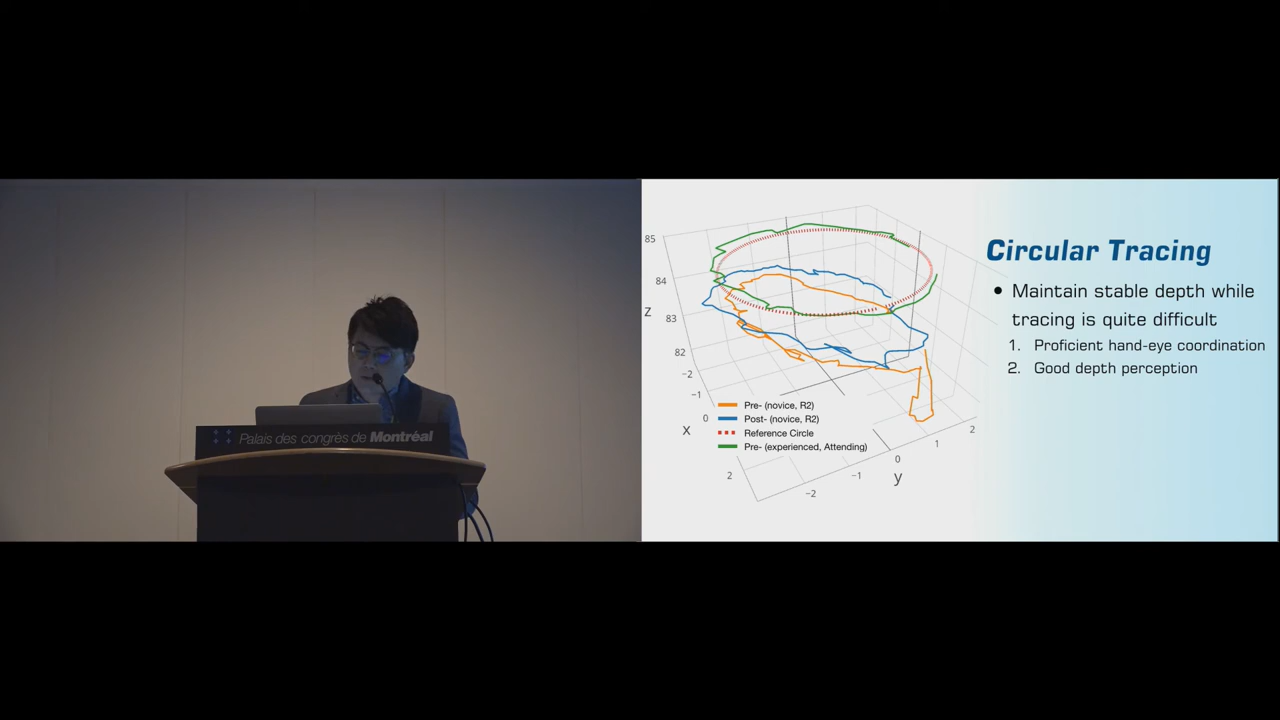 Palais des congrès de Montréal
Circular Tracing
• Maintain stable depth while
tracing is quite difficult
1. Proficient hand-eye coordination
2. Good depth perception
85
84
z
83
82
−2
−1
0
x
2
−2
−1
0
1
2
y
Pre- (novice, R2)
Post- (novice, R2)
Reference Circle
Pre- (experienced, Attending)